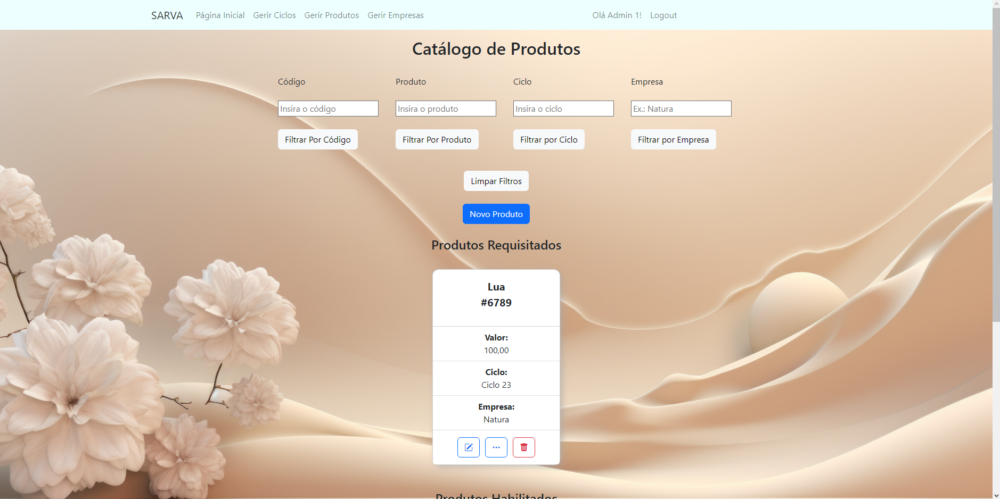 SARVA Página Inicial Gerir Ciclos Gerir Produtos Gerir Empresas Olá Admin 1! Logout
Catálogo de Produtos
Código Produto Ciclo Empresa
Insira o código Insira o produto Insira o ciclo Ex.: Natura
Filtrar Por Código Filtrar Por Produto Filtrar por Ciclo Filtrar por Empresa
Limpar Filtros
Novo Produto
Produtos Requisitados
Lua
#6789
Valor:
100,00
Ciclo:
Ciclo 23
Empresa:
Natura
Produtos Habilitados